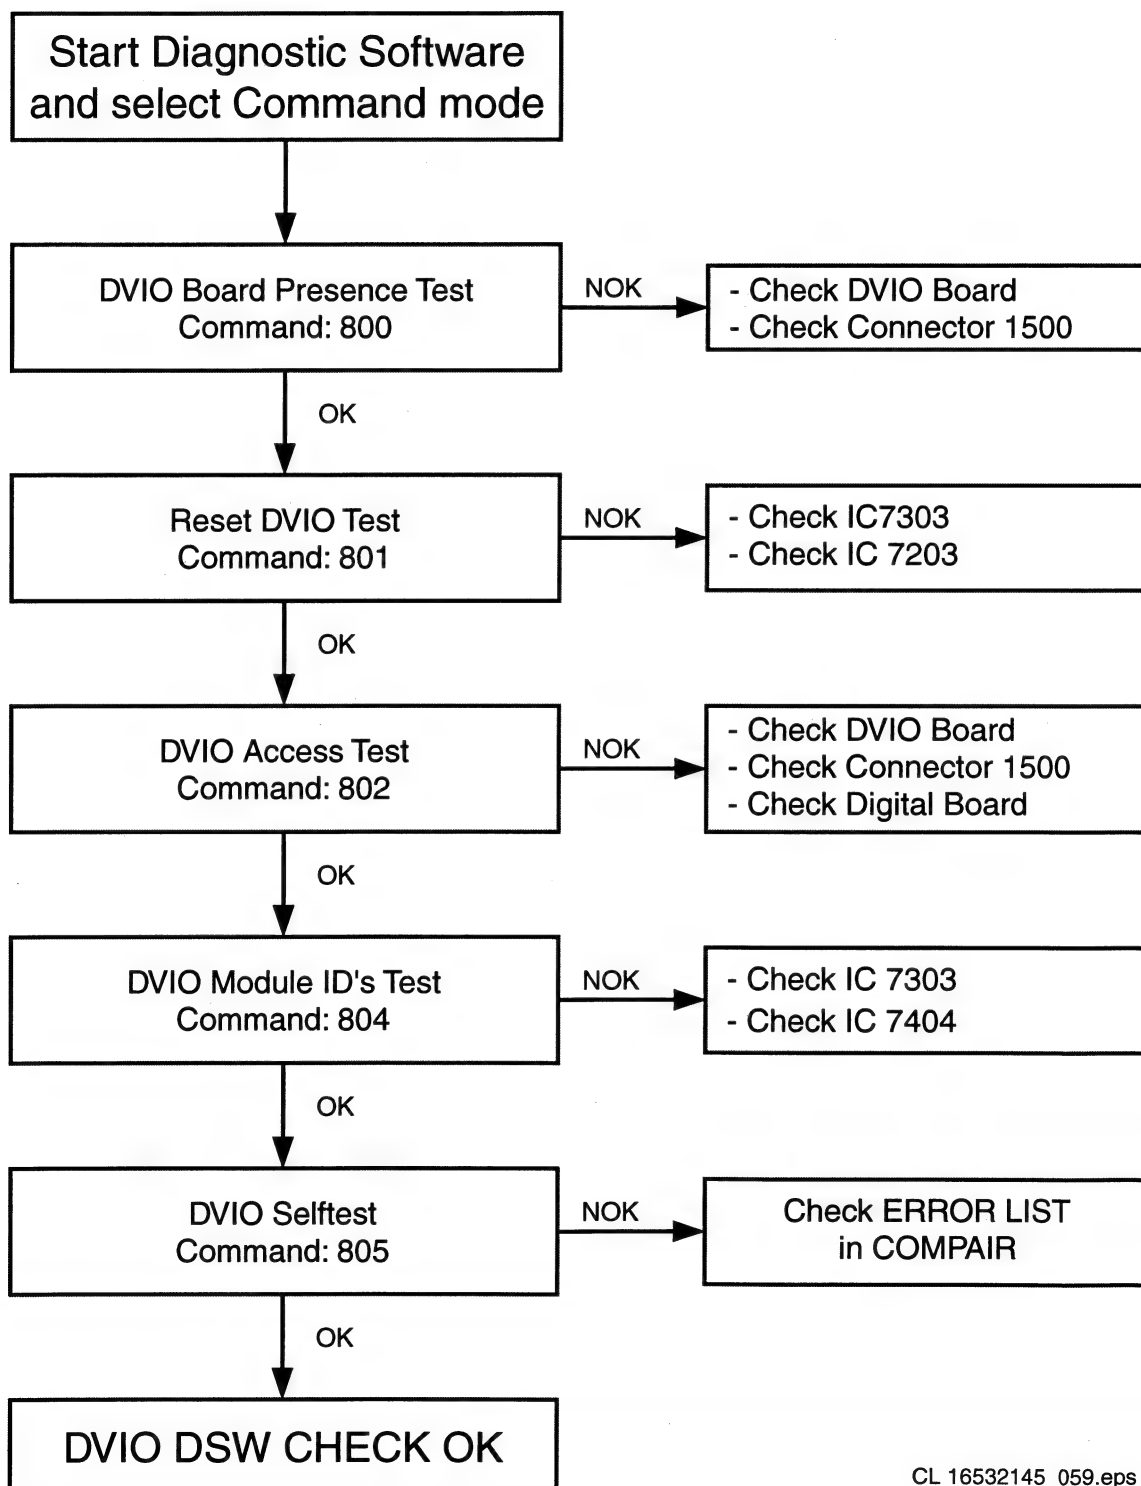 Start Diagnostic Software
and select Command mode
DVIO Board Presence Test
Command: 800
NOK
- Check DVIO Board
- Check Connector 1500
OK
Reset DVIO Test
Command: 801
NOK
- Check IC7303
- Check IC 7203
OK
DVIO Access Test
Command: 802
NOK
- Check DVIO Board
- Check Connector 1500
- Check Digital Board
OK
DVIO Module ID's Test
Command: 804
NOK
- Check IC 7303
- Check IC 7404
OK
DVIO Selftest
Command: 805
NOK
Check ERROR LIST
in COMPAIR
OK
DVIO DSW CHECK OK
CL 16532145_059.eps